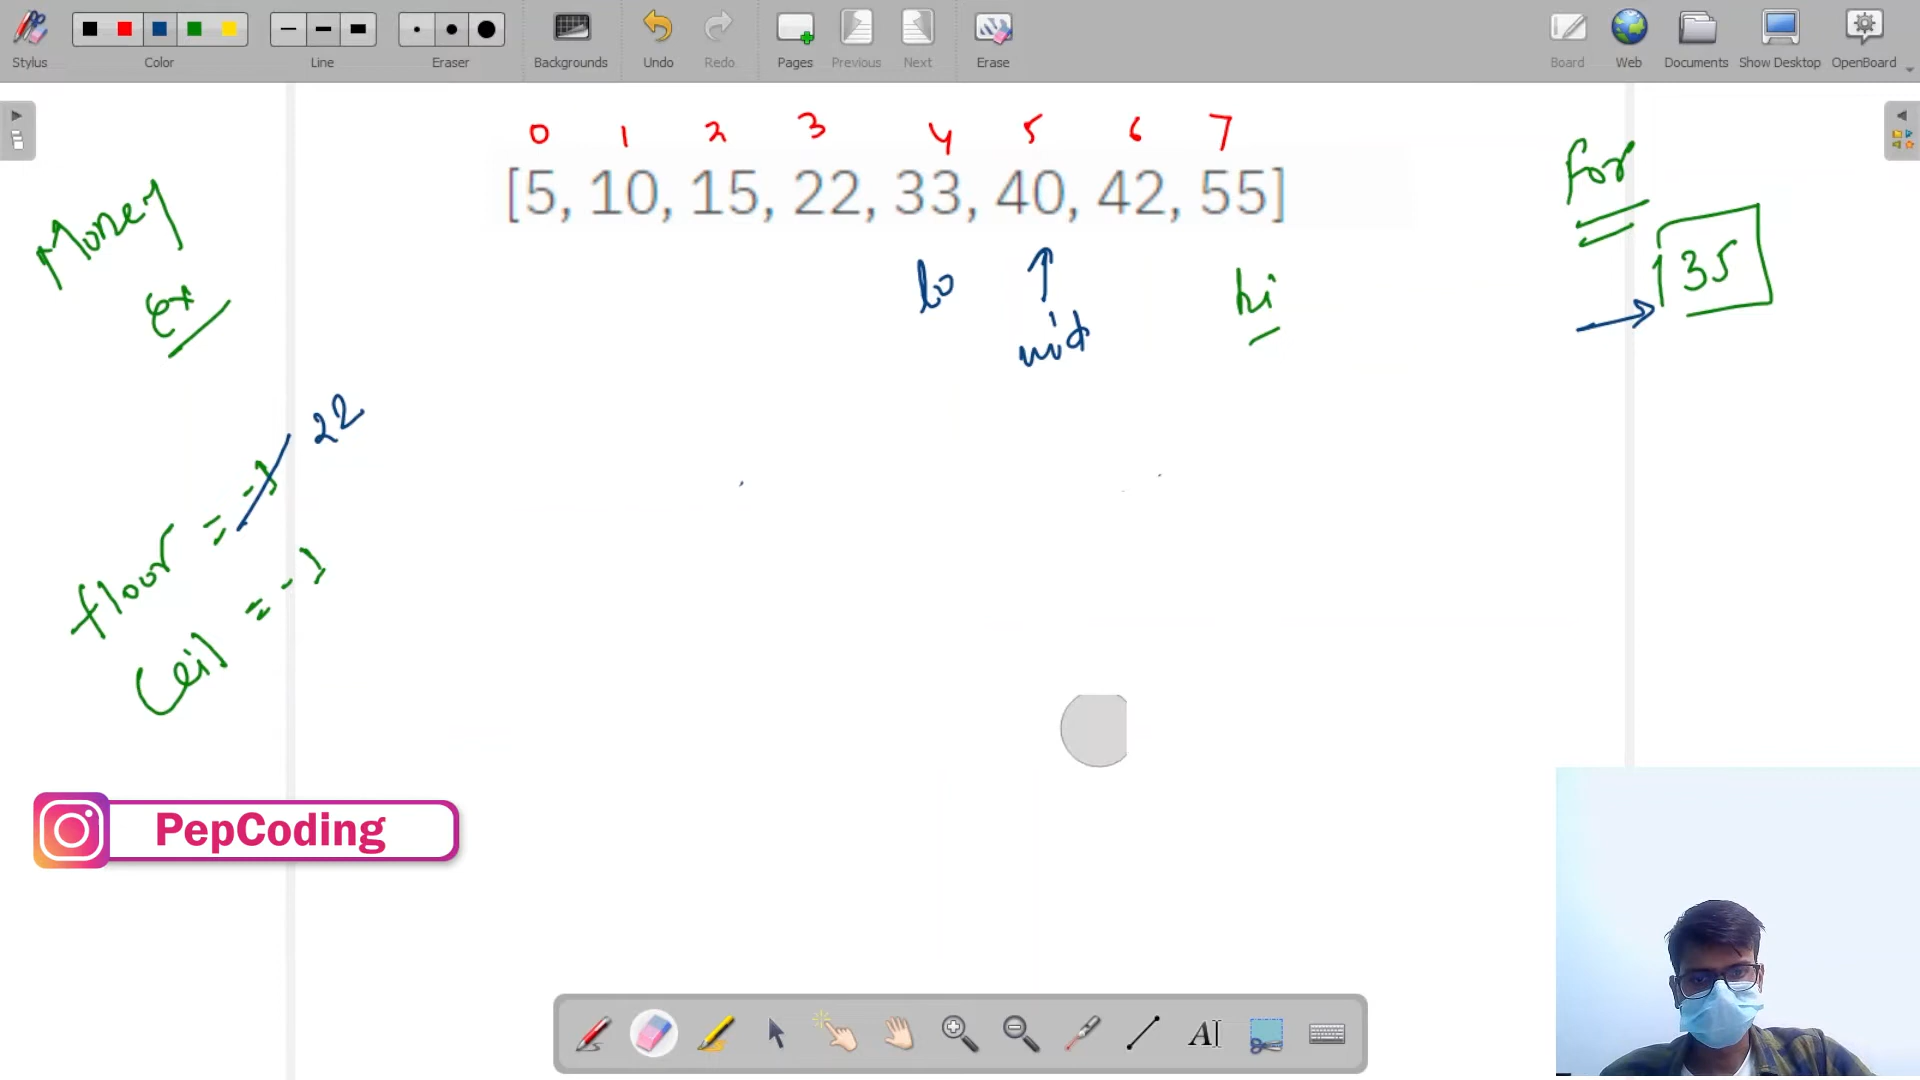 Stylus Color Line Eraser Backgrounds Undo Redo Pages Previous Next Erase Board Web Documents Show Desktop OpenBoard
0 1 2 3 4 5 6 7
[5, 10, 15, 22, 33, 40, 42, 55]
lo mid hi
For
35
Money
Ex
floor = -1 22
Ceil = -1
PepCoding